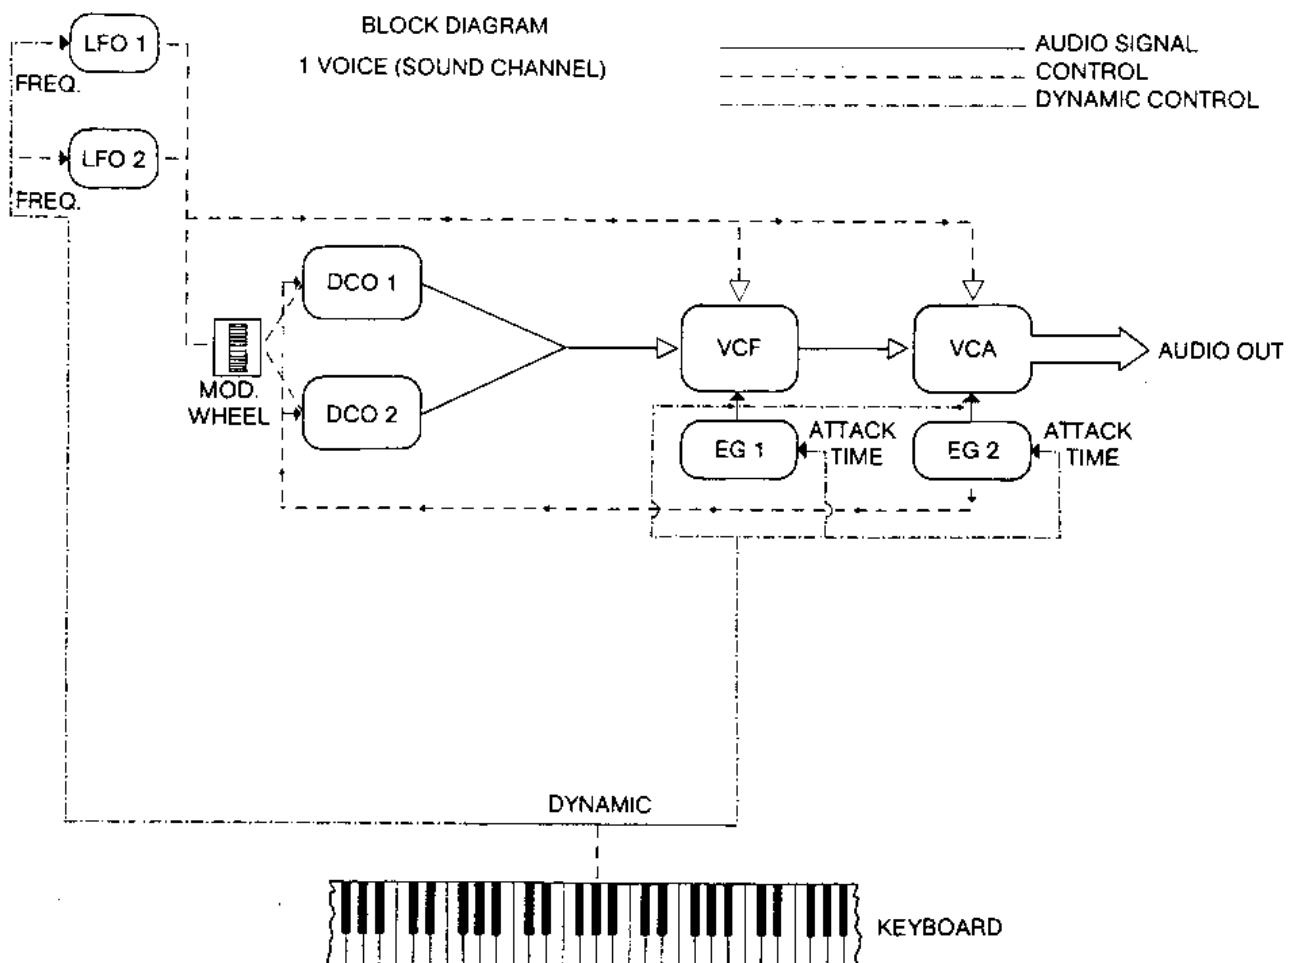 BLOCK DIAGRAM
1 VOICE (SOUND CHANNEL)
AUDIO SIGNAL
CONTROL
DYNAMIC CONTROL
LFO 1
FREQ.
LFO 2
FREQ.
DCO 1
DCO 2
MOD.
WHEEL
VCF
VCA
AUDIO OUT
EG 1
ATTACK
TIME
EG 2
ATTACK
TIME
DYNAMIC
KEYBOARD